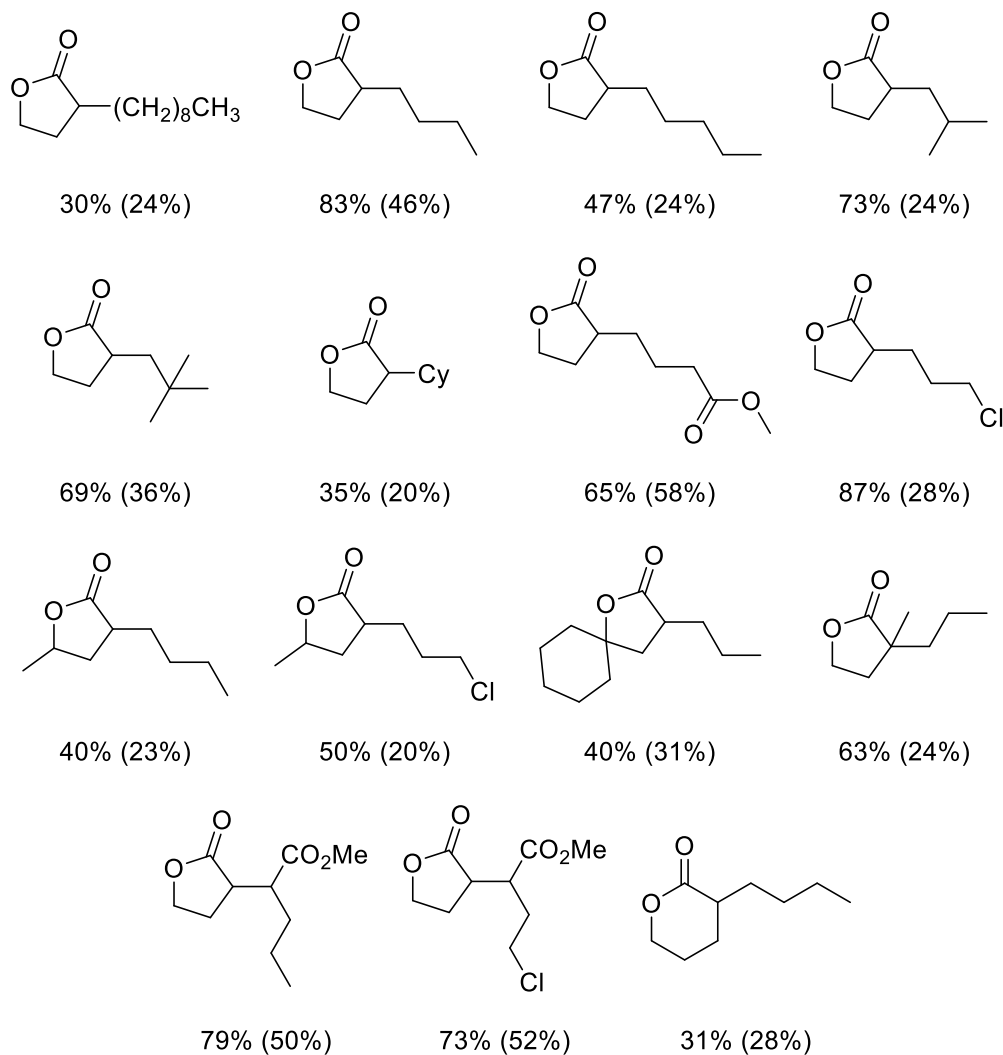 O
O
(CH2)8CH3
30% (24%)
O
O
83% (46%)
O
O
47% (24%)
O
O
73% (24%)
O
O
69% (36%)
O
O
Cy
35% (20%)
O
O
O
O
65% (58%)
O
O
Cl
87% (28%)
O
O
40% (23%)
O
O
Cl
50% (20%)
O
O
40% (31%)
O
O
63% (24%)
O
O
CO2Me
79% (50%)
O
O
CO2Me
Cl
73% (52%)
O
O
31% (28%)